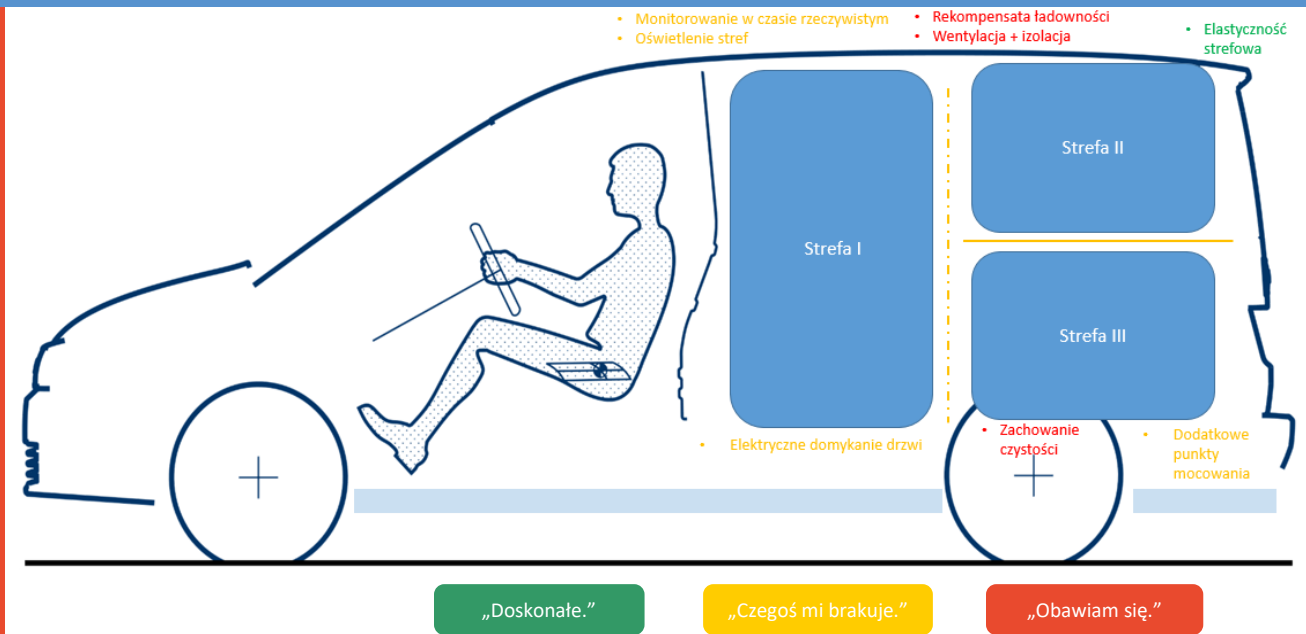 • Monitorowanie w czasie rzeczywistym
• Oświetlenie stref
• Rekompensata ładowności
• Wentylacja + izolacja
• Elastyczność
strefowa
Strefa I
Strefa II
Strefa III
• Elektryczne domykanie drzwi
• Zachowanie
czystości
• Dodatkowe
punkty
mocowania
„Doskonałe.”
„Czegoś mi brakuje.”
„Obawiam się.”